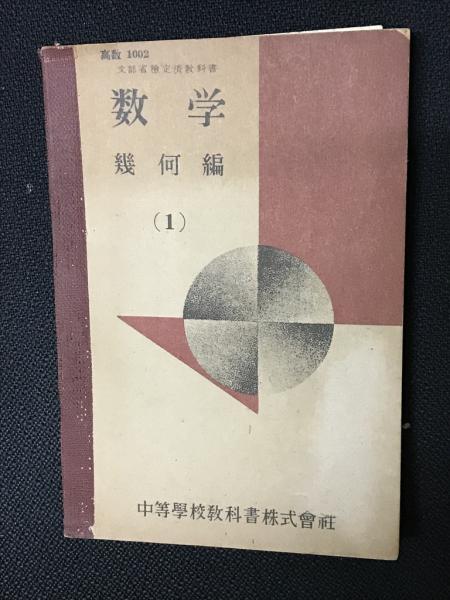 高数 1002
文部省檢定済教科書
数学
幾何編
(1)
中等學校教科書株式會社